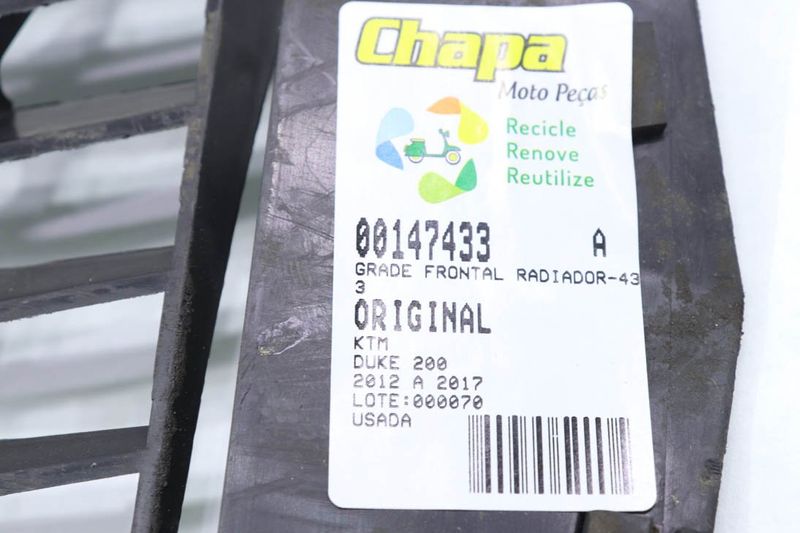 Chapa
Moto Peças
Recicle
Renove
Reutilize
00147433 A
GRADE FRONTAL RADIADOR-43
3
ORIGINAL
KTM
DUKE 200
2012 A 2017
LOTE:000070
USADA